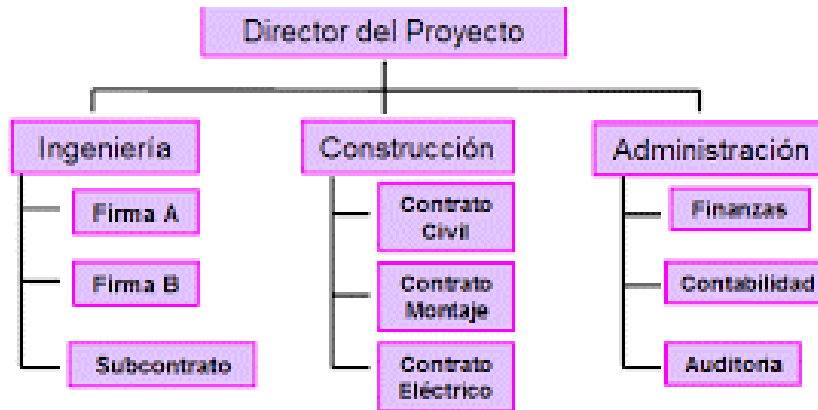 Director del Proyecto
Ingeniería
Firma A
Firma B
Subcontrato
Construcción
Contrato
Civil
Contrato
Montaje
Contrato
Eléctrico
Administración
Finanzas
Contabilidad
Auditoria